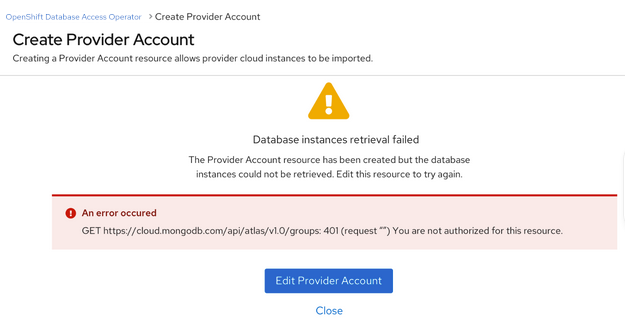 OpenShift Database Access Operator > Create Provider Account
Create Provider Account
Creating a Provider Account resource allows provider cloud instances to be imported.
Database instances retrieval failed
The Provider Account resource has been created but the database
instances could not be retrieved. Edit this resource to try again.
An error occured
GET https://cloud.mongodb.com/api/atlas/v1.0/groups: 401 (request “”) You are not authorized for this resource.
Edit Provider Account
Close